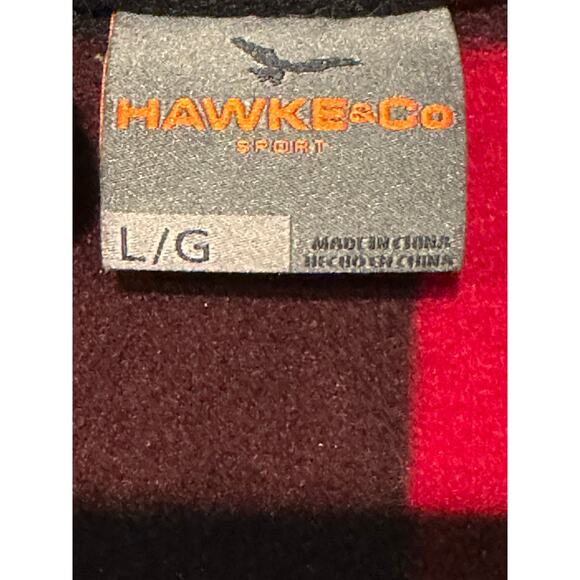 HAWKE&Co
SPORT
L/G
MADE IN CHINA
HECHO EN CHINA